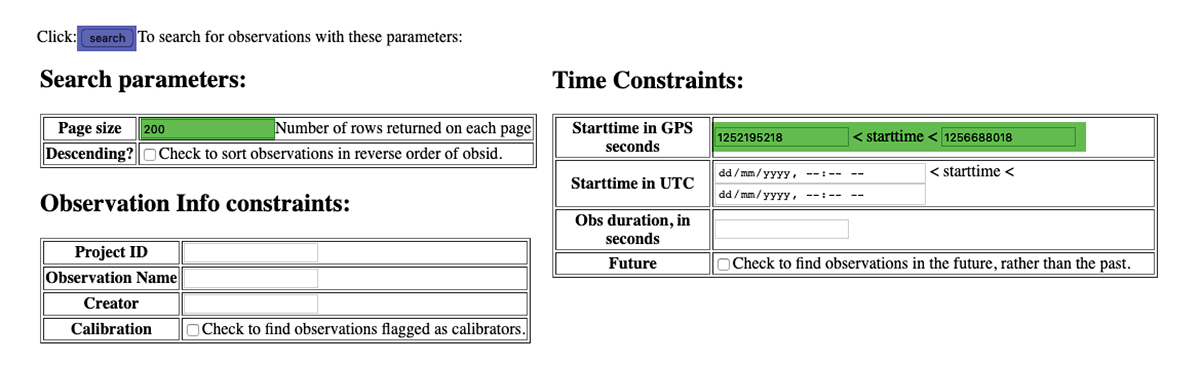 Click: search To search for observations with these parameters:
Search parameters:
Page size 200 Number of rows returned on each page
Descending? Check to sort observations in reverse order of obsid.
Observation Info constraints:
Project ID
Observation Name
Creator
Calibration Check to find observations flagged as calibrators.
Time Constraints:
Starttime in GPS
seconds
1252195218 < starttime < 1256688018
Starttime in UTC
dd/mm/yyyy, --:-- -- < starttime <
dd/mm/yyyy, --:-- --
Obs duration, in
seconds
Future Check to find observations in the future, rather than the past.